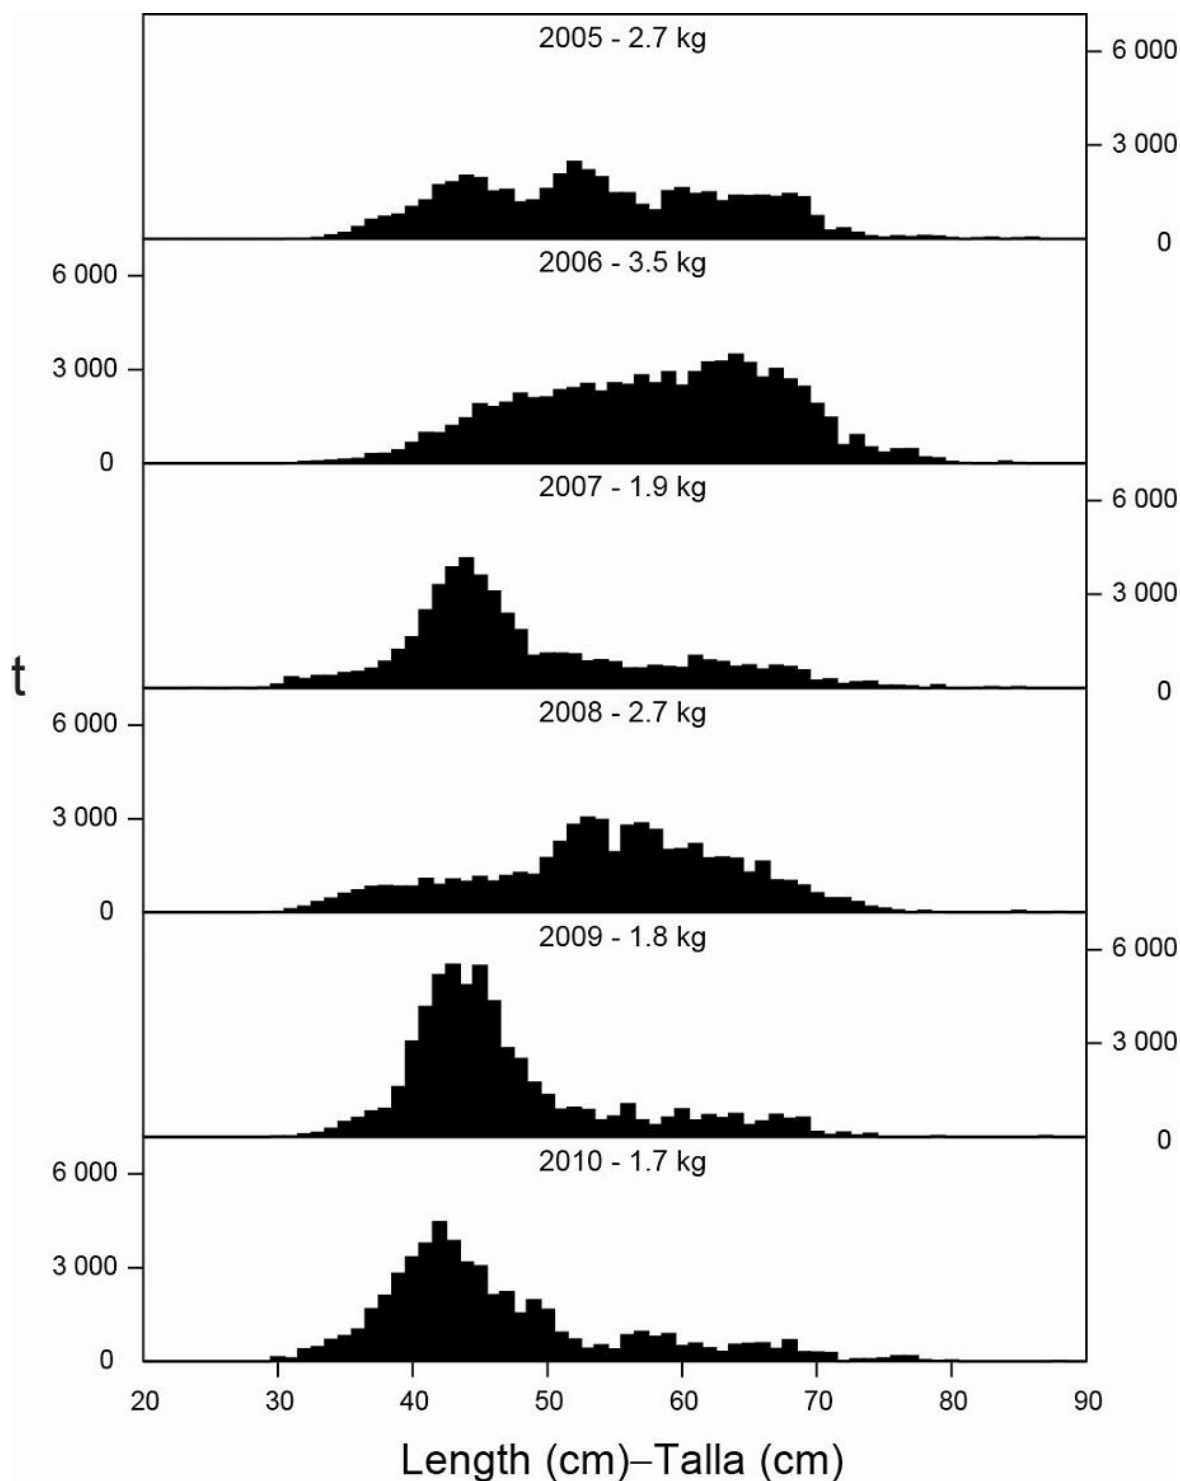 2005 - 2.7 kg
6 000
3 000
0
2006 - 3.5 kg
6 000
3 000
0
2007 - 1.9 kg
6 000
3 000
0
t
2008 - 2.7 kg
6 000
3 000
0
2009 - 1.8 kg
6 000
3 000
0
2010 - 1.7 kg
6 000
3 000
0
20 30 40 50 60 70 80 90
Length (cm)–Talla (cm)